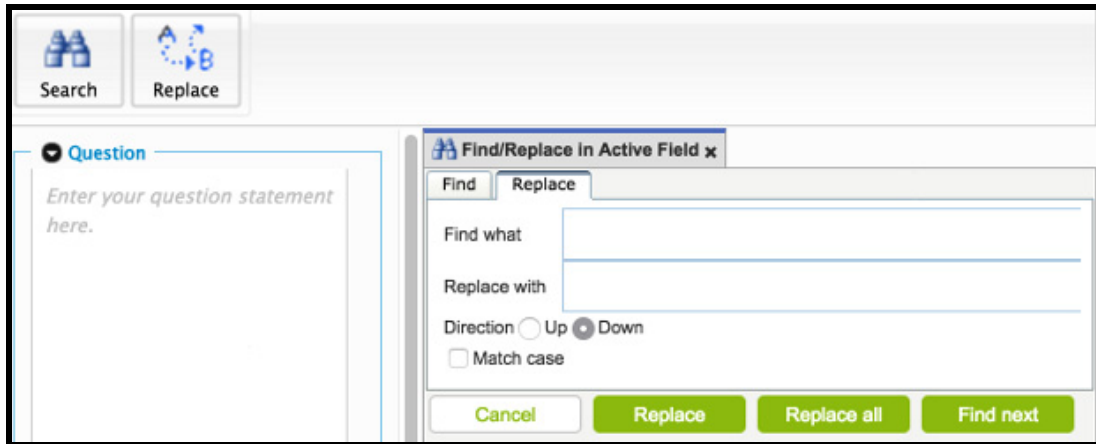 Search Replace
Question
Enter your question statement
here.
Find/Replace in Active Field x
Find Replace
Find what
Replace with
Direction Up Down
Match case
Cancel Replace Replace all Find next